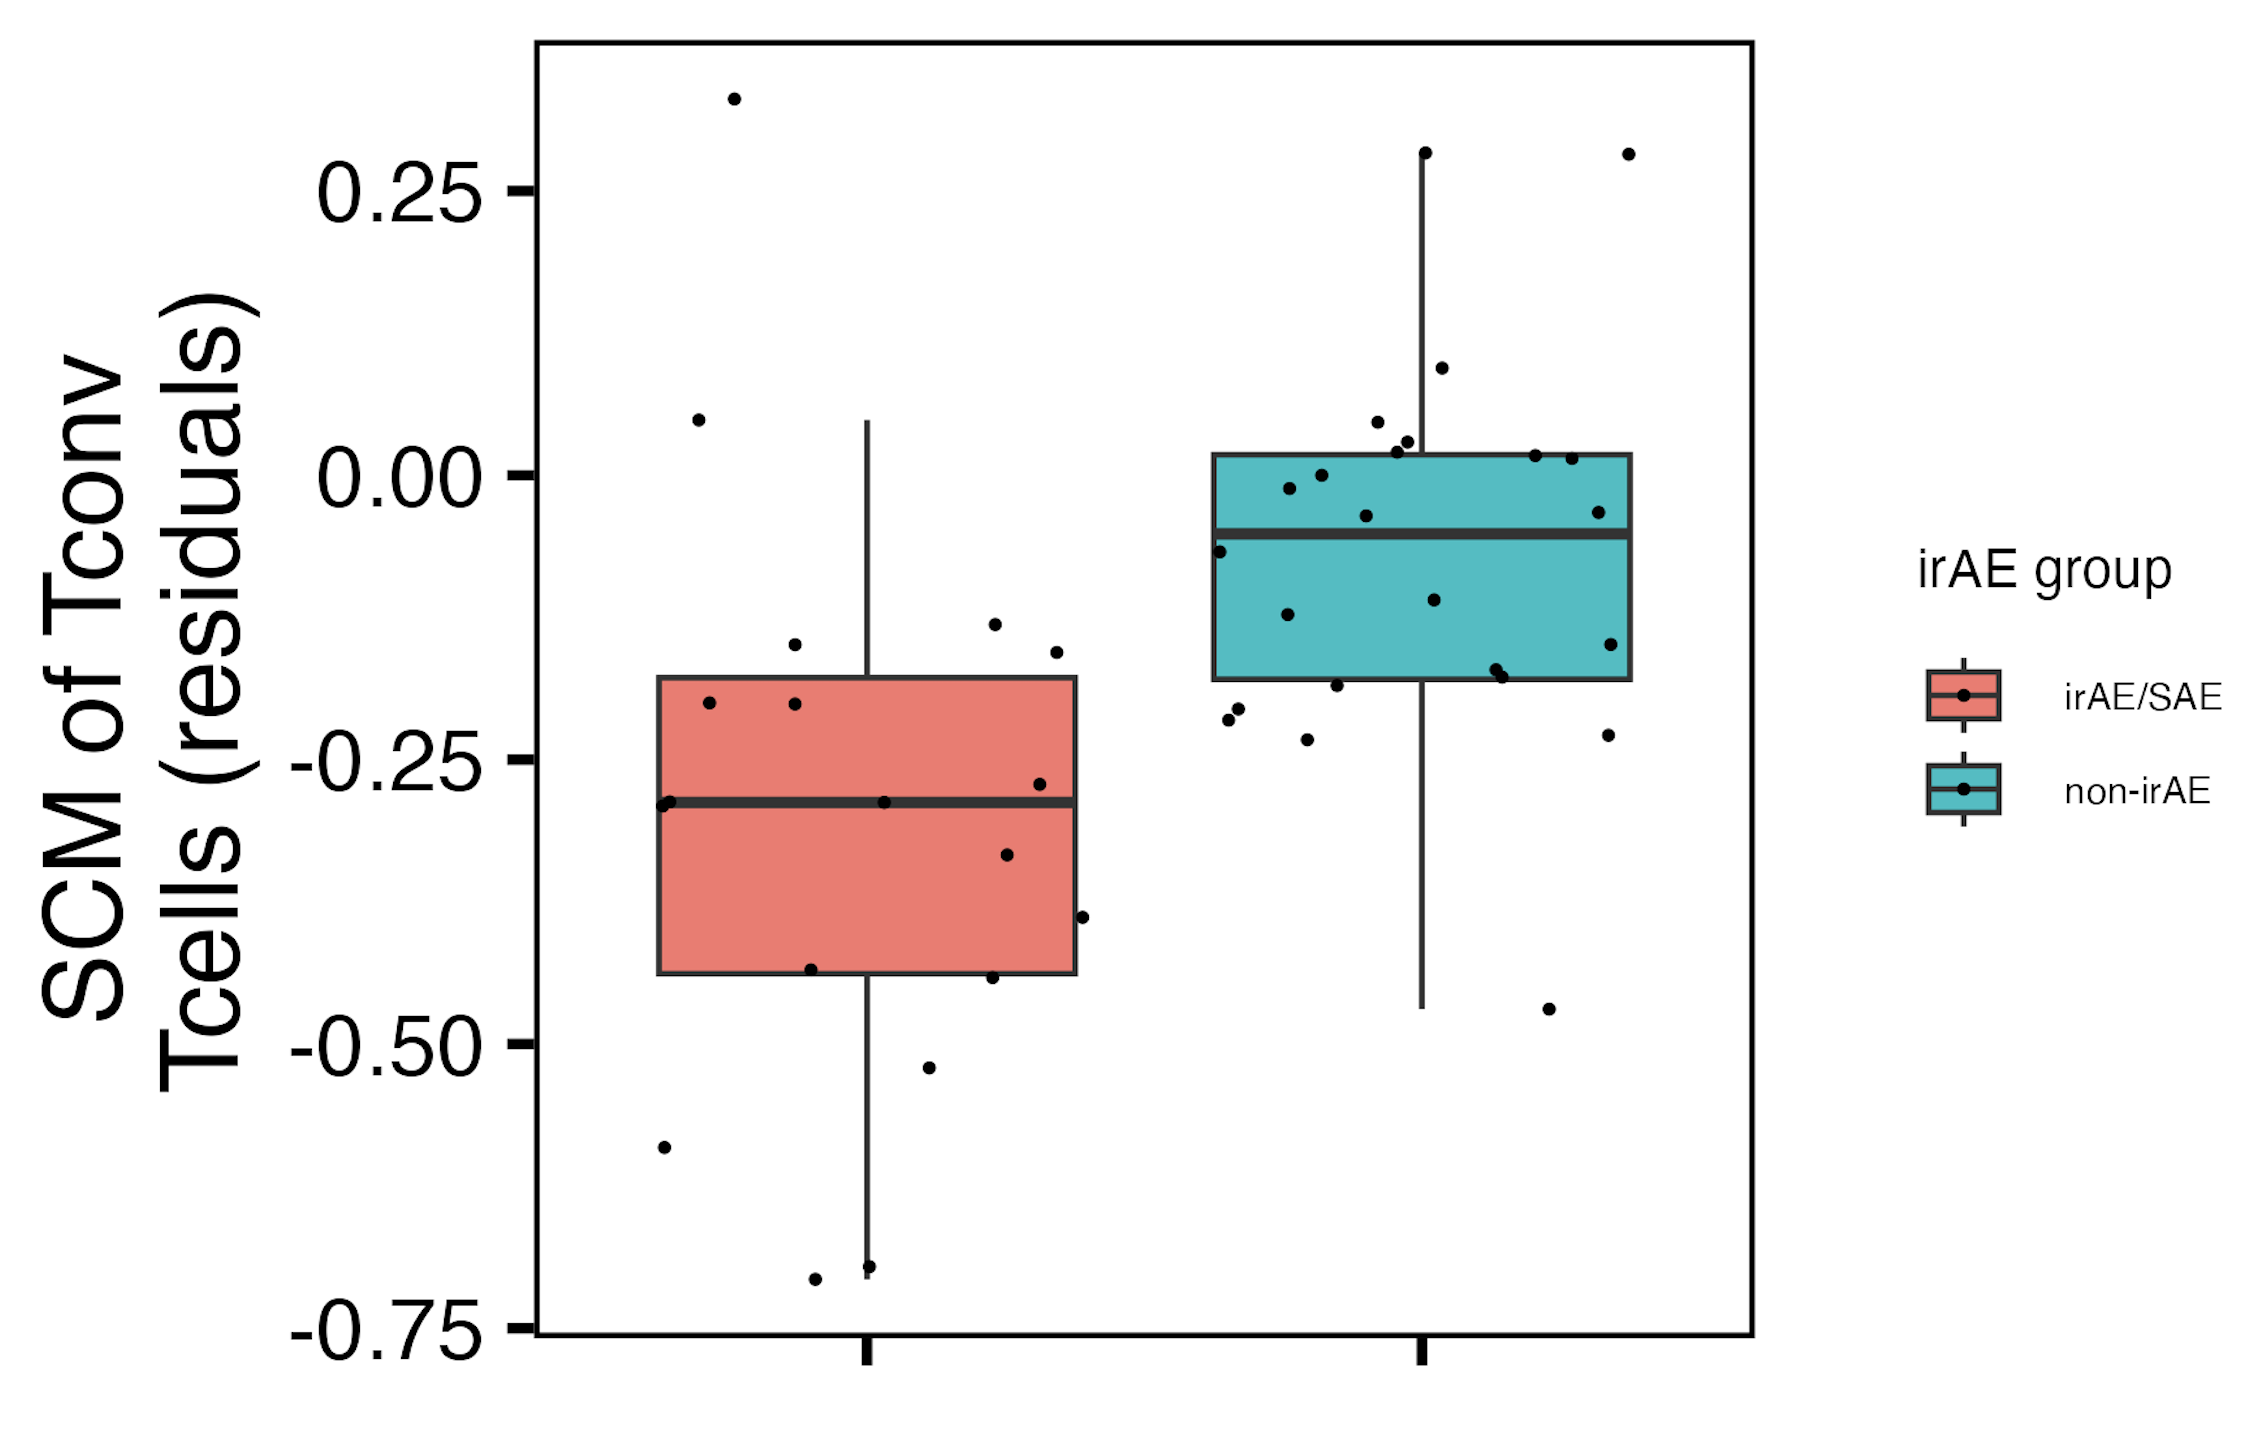 SCM of Tconv
Tcells (residuals)
0.25
0.00
-0.25
-0.50
-0.75
irAE group
irAE/SAE
non-irAE